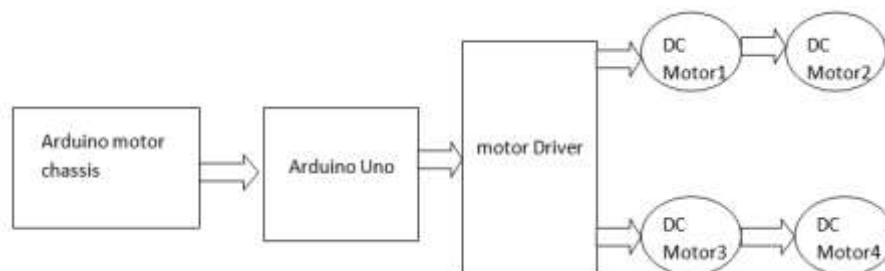 Arduino motor
chassis
Arduino Uno
motor Driver
DC
Motor1
DC
Motor2
DC
Motor3
DC
Motor4